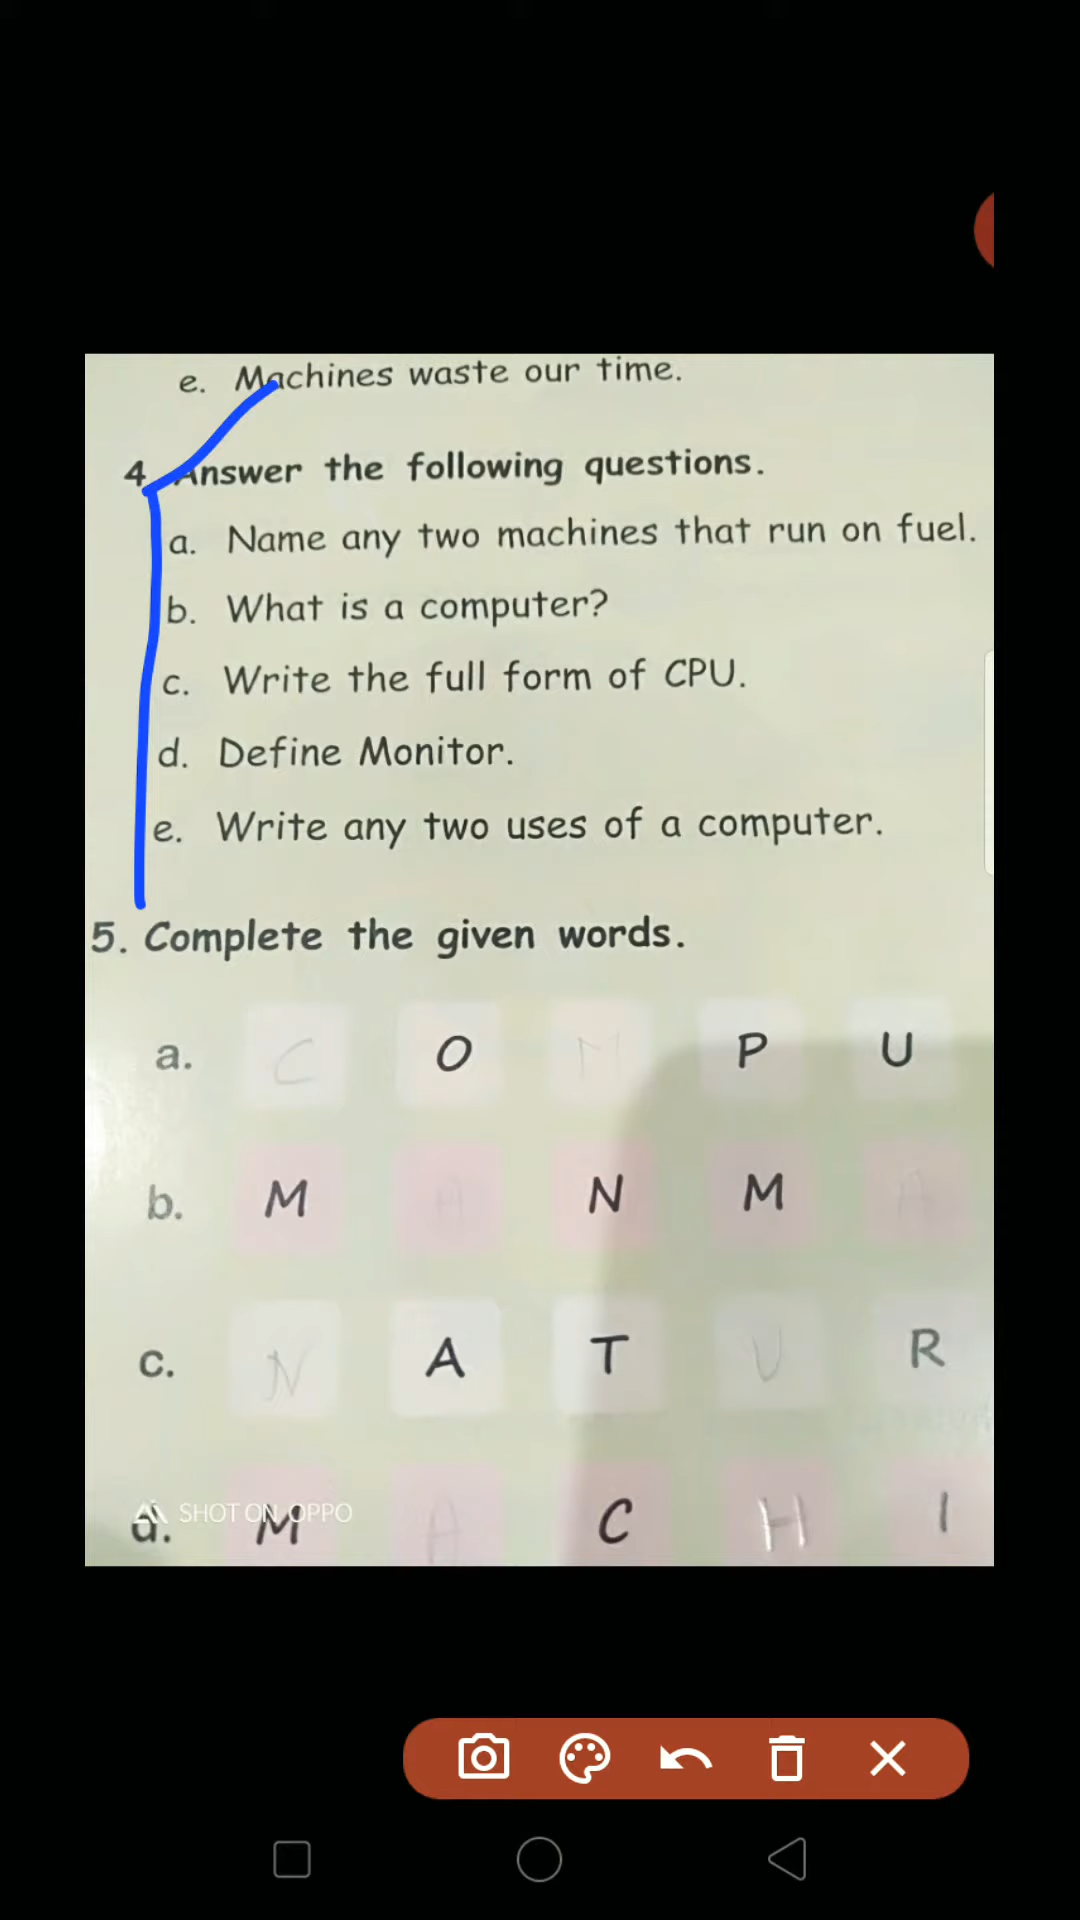 e. Machines waste our time.
4 Answer the following questions.
a. Name any two machines that run on fuel.
b. What is a computer?
c. Write the full form of CPU.
d. Define Monitor.
e. Write any two uses of a computer.
5. Complete the given words.
a. C O M P U
b. M A N M A
c. N A T U R
d. M A C H I
SHOT ON OPPO